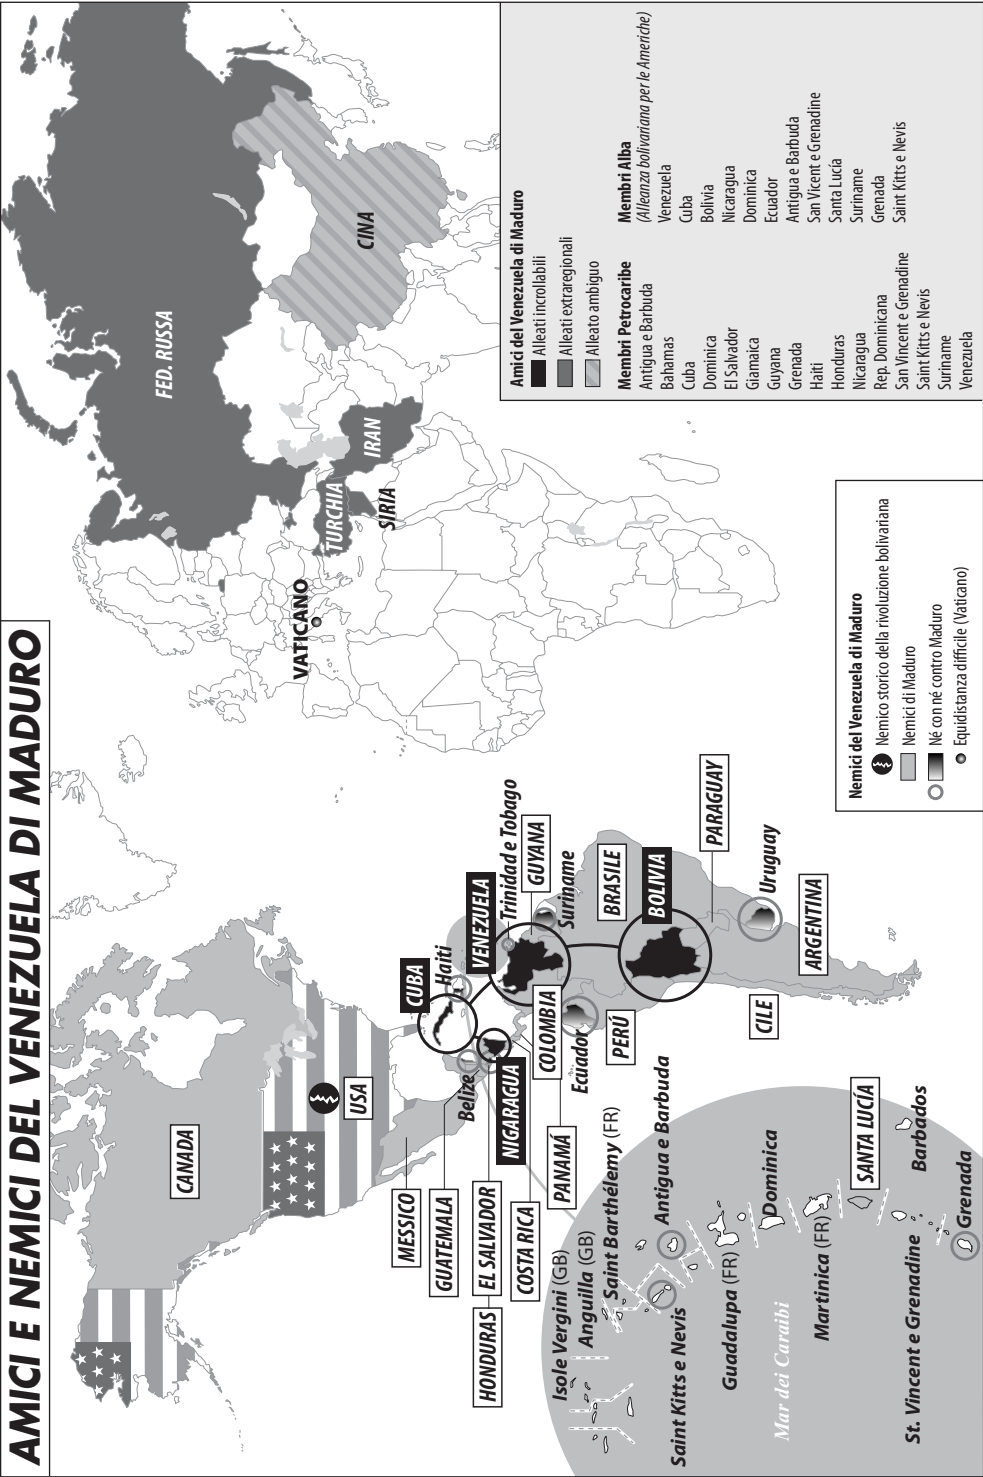 AMICI E NEMICI DEL VENEZUELA DI MADURO
CANADA
USA
MESSICO
GUATEMALA
HONDURAS
EL SALVADOR
COSTA RICA
PANAMÁ
NIGARAGUA
Belize
CUBA
Haiti
VENEZUELA
Trinidad e Tobago
GUYANA
Suriname
COLOMBIA
Ecuador
PERÚ
BRASILE
BOLIVIA
PARAGUAY
Uruguay
ARGENTINA
CILE
VATICANO
FED. RUSSA
TURCHIA
SIRIA
IRAN
CINA
Isole Vergini (GB)
Anguilla (GB)
Saint Barthélemy (FR)
Antigua e Barbuda
Saint Kitts e Nevis
Guadalupa (FR)
Dominica
Mar dei Caraibi
Martinica (FR)
SANTA LUCÍA
St. Vincent e Grenadine
Barbados
Grenada
Nemici del Venezuela di Maduro
Nemico storico della rivoluzione bolivariana
Nemici di Maduro
Né con né contro Maduro
Equidistanza difficile (Vaticano)
Amici del Venezuela di Maduro
Alleati incrollabili
Alleati extraregionali
Alleato ambiguo
Membri Petrocaribe
Antigua e Barbuda
Bahamas
Cuba
Dominica
El Salvador
Giamaica
Guyana
Grenada
Haiti
Honduras
Nicaragua
Rep. Dominicana
San Vincent e Grenadine
Saint Kitts e Nevis
Suriname
Venezuela
Membri Alba
(Alleanza bolivariana per le Americhe)
Venezuela
Cuba
Bolivia
Nicaragua
Dominica
Ecuador
Antigua e Barbuda
San Vicent e Grenadine
Santa Lucía
Suriname
Grenada
Saint Kitts e Nevis